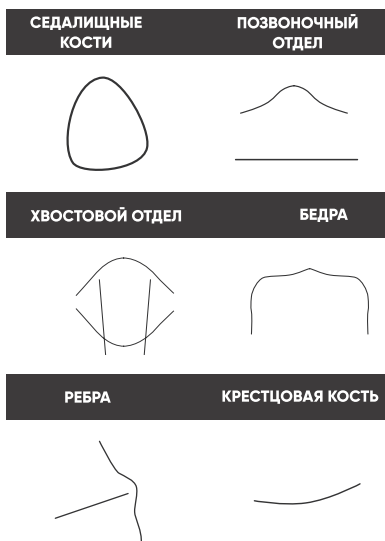 СЕДАЛИЩНЫЕ
КОСТИ
ПОЗВОНОЧНЫЙ
ОТДЕЛ
ХВОСТОВОЙ ОТДЕЛ
БЕДРА
РЕБРА
КРЕСТЦОВАЯ КОСТЬ